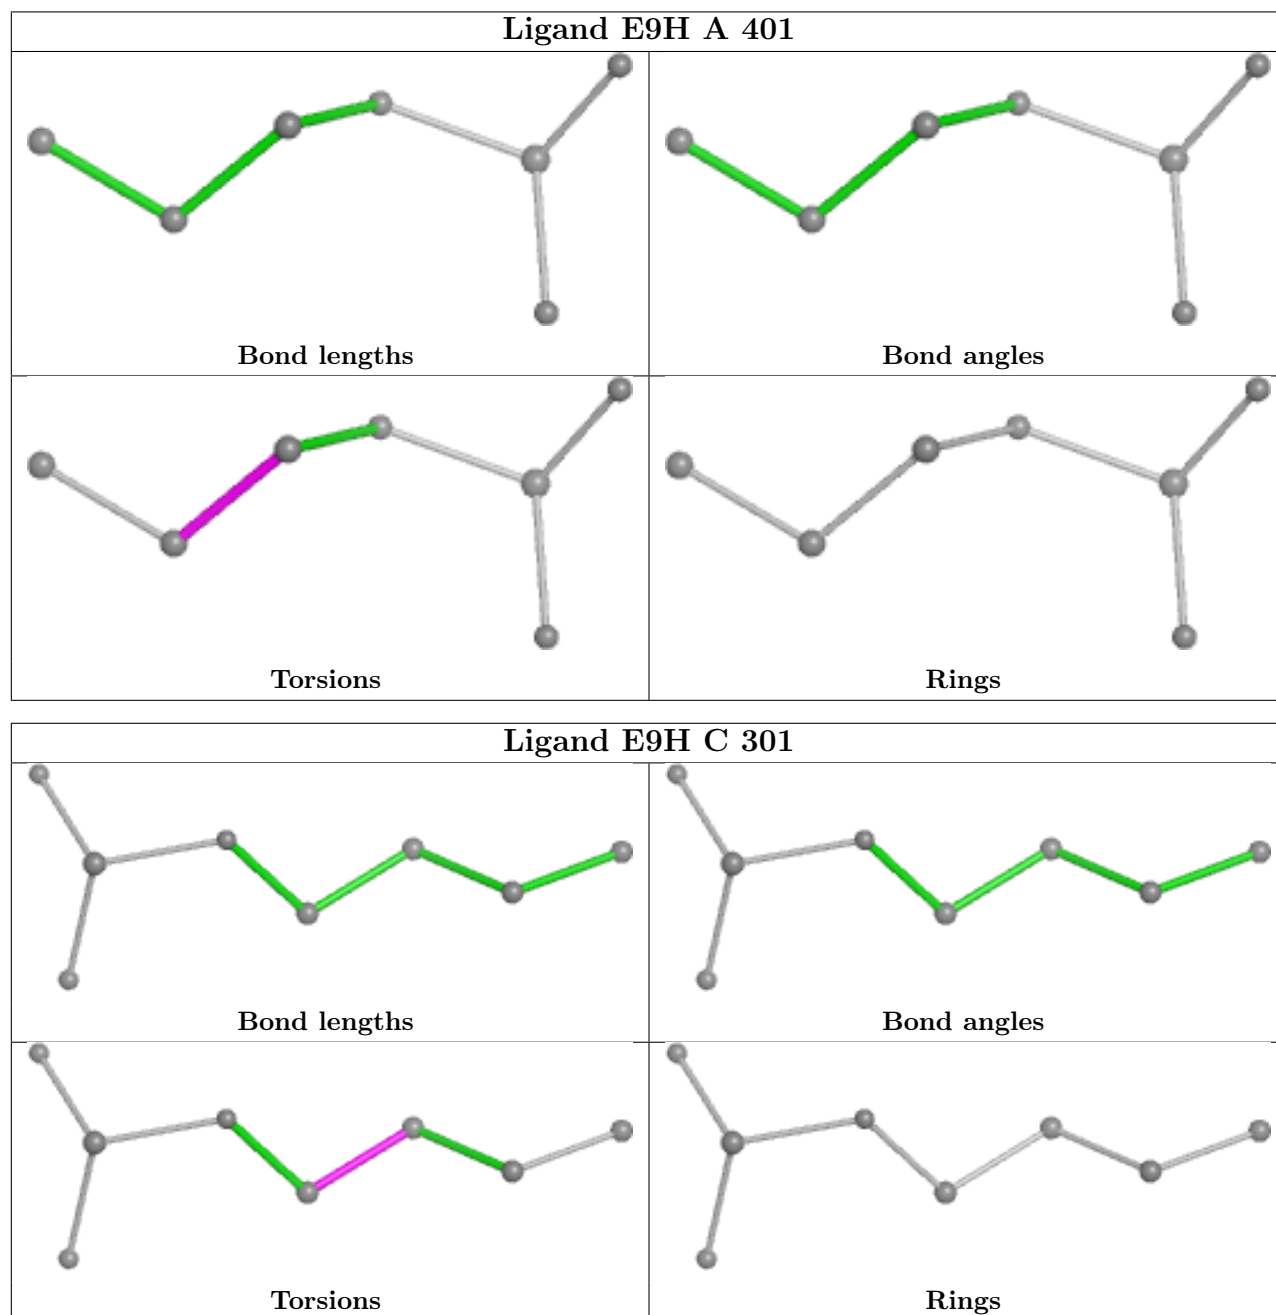 Ligand E9H A 401
Bond lengths
Bond angles
Torsions
Rings
Ligand E9H C 301
Bond lengths
Bond angles
Torsions
Rings